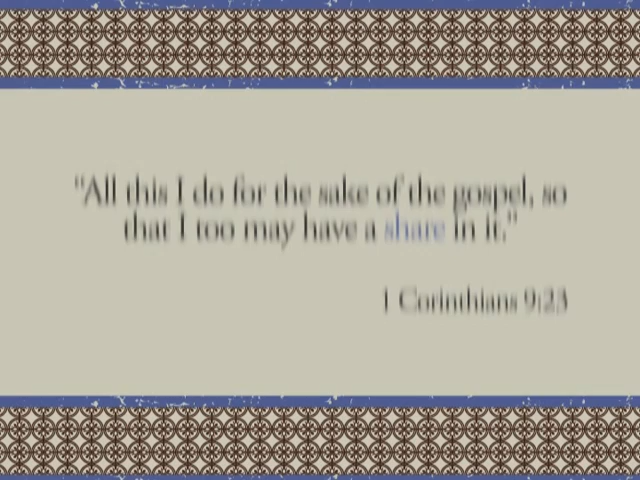 "All this I do for the sake of the gospel, so
that I too may have a share in it."
1 Corinthians 9:23